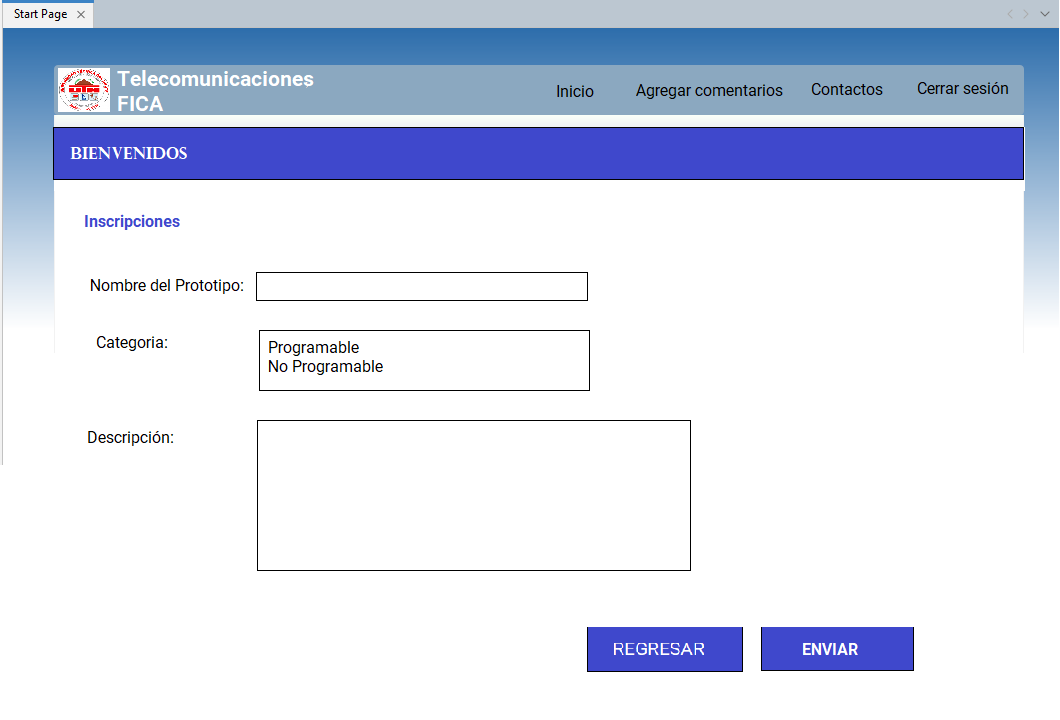 Start Page
Telecomunicaciones
FICA
Inicio
Agregar comentarios
Contactos
Cerrar sesión
BIENVENIDOS
Inscripciones
Nombre del Prototipo:
Categoria:
Programable
No Programable
Descripción:
REGRESAR
ENVIAR